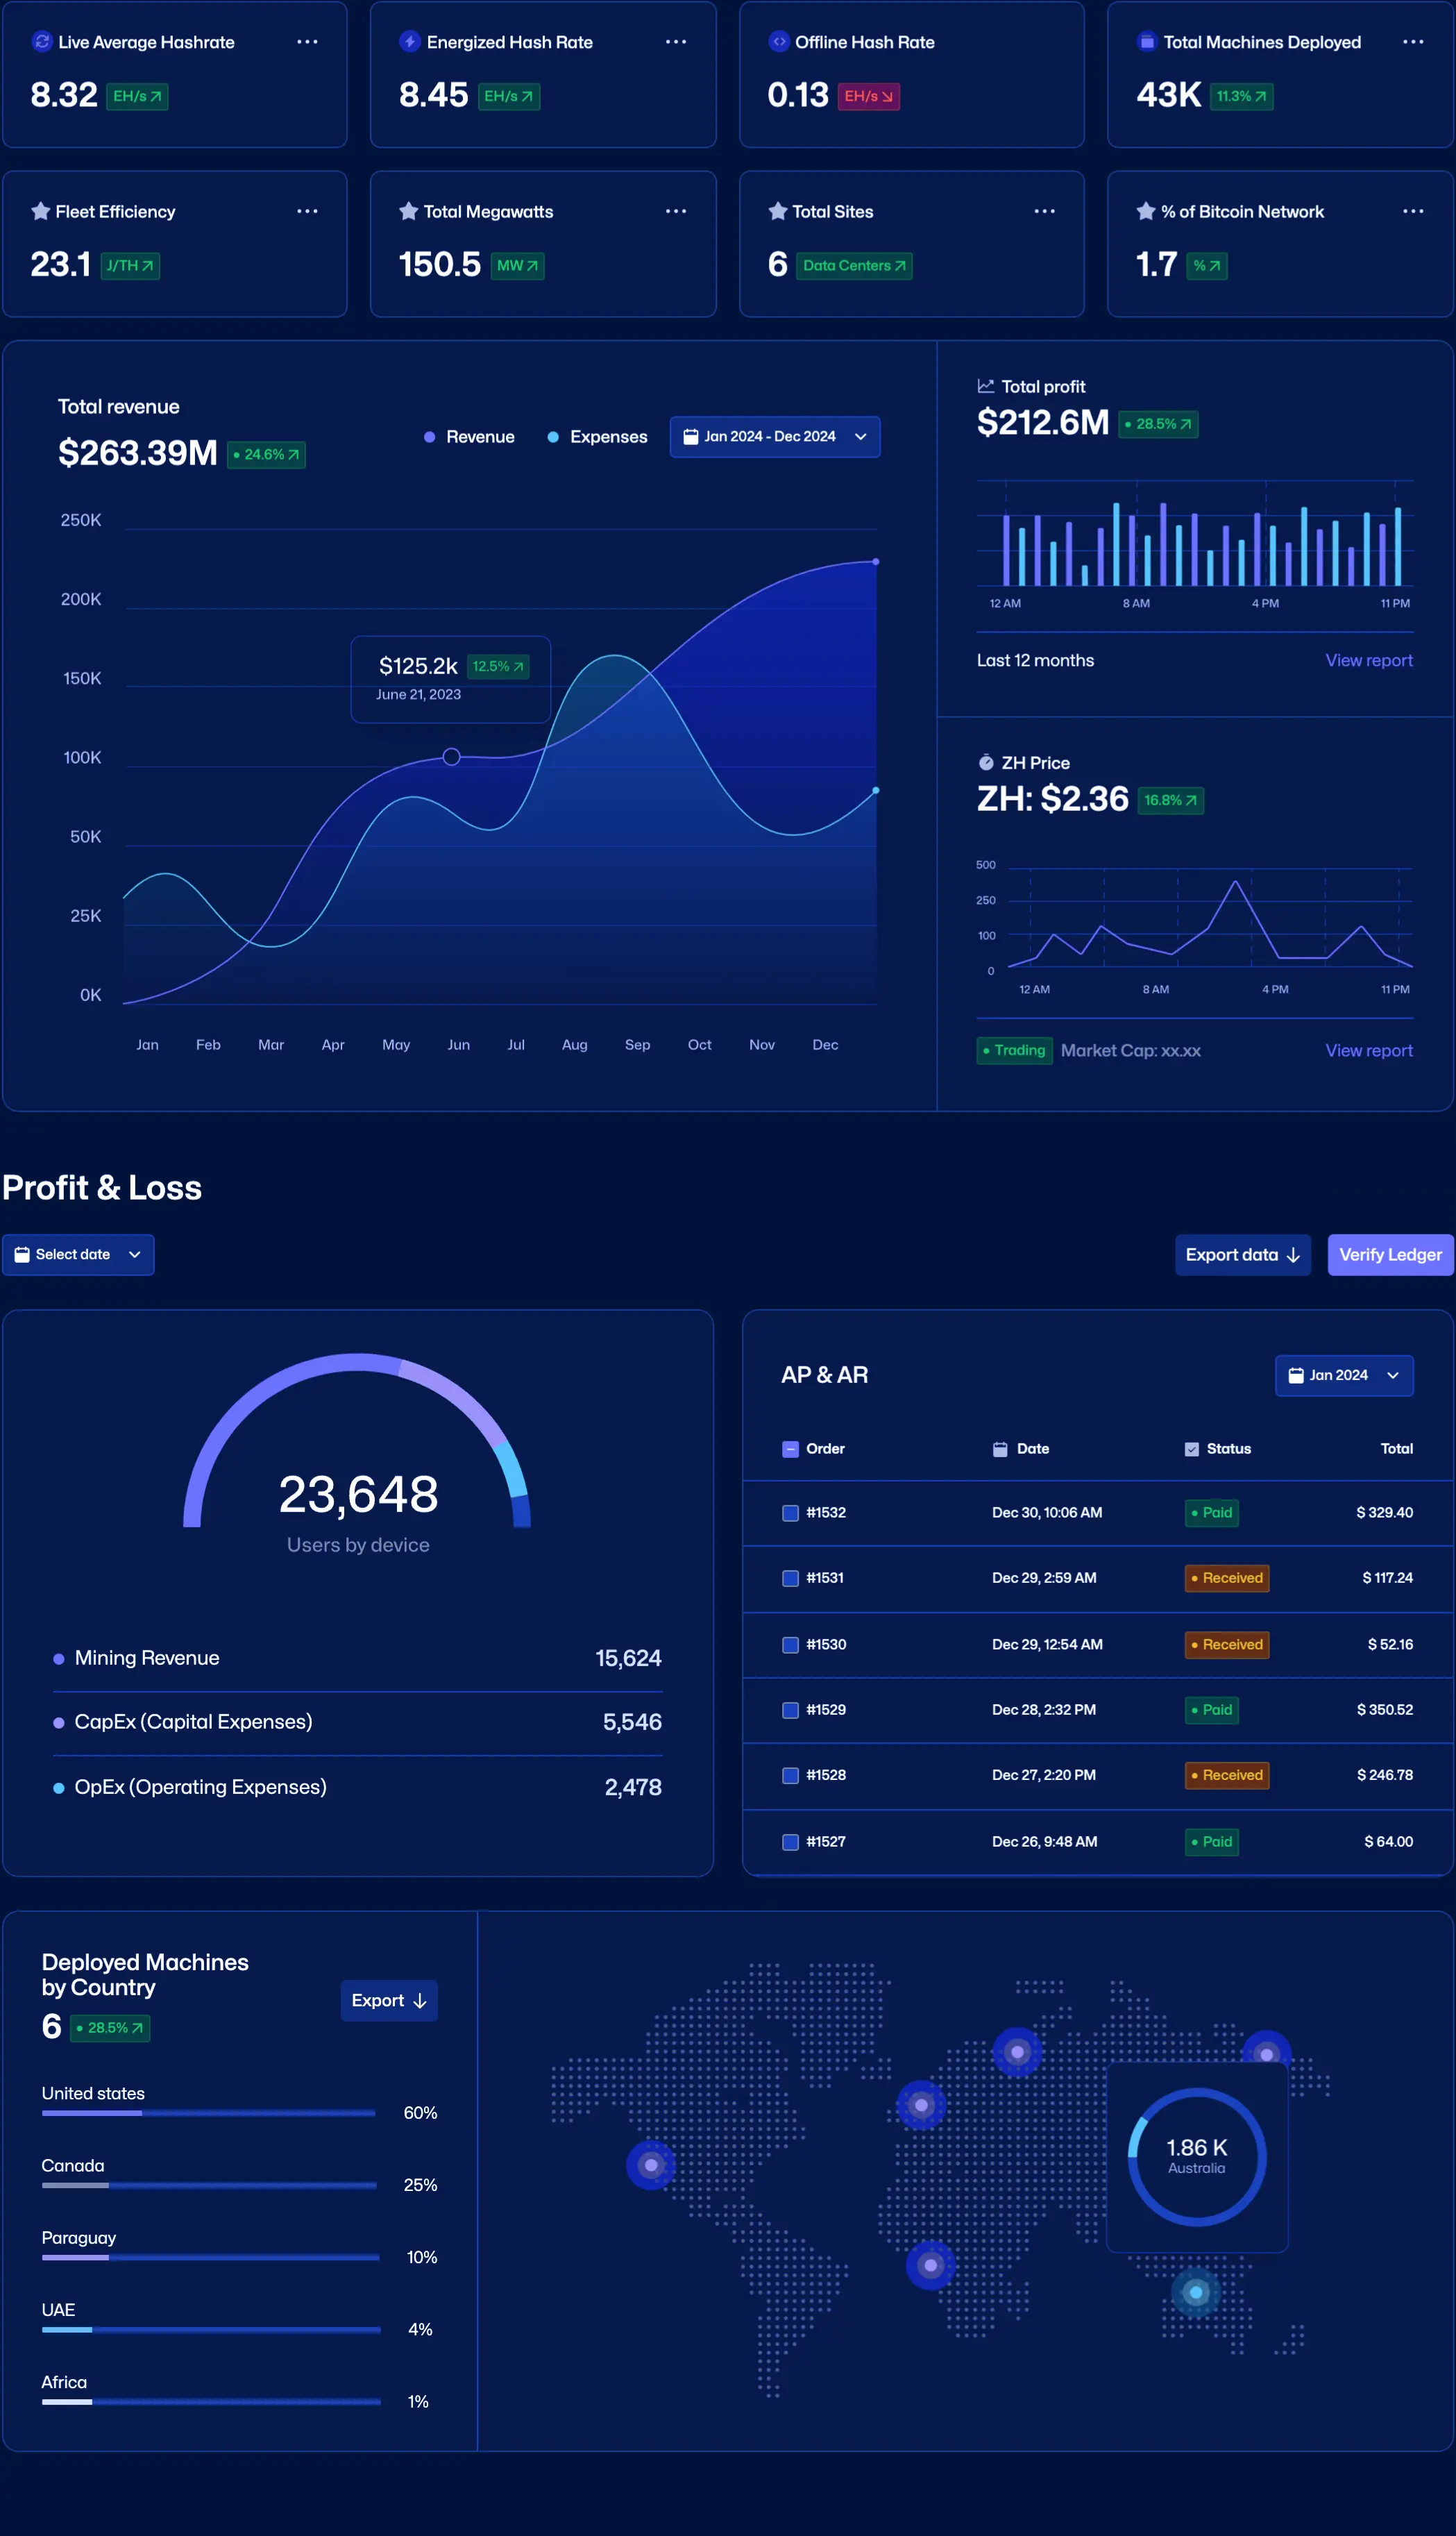 Live Average Hashrate
8.32 EH/s
Energized Hash Rate
8.45 EH/s
Offline Hash Rate
0.13 EH/s
Total Machines Deployed
43K 11.3%
Fleet Efficiency
23.1 J/TH
Total Megawatts
150.5 MW
Total Sites
6 Data Centers
% of Bitcoin Network
1.7 %
Total revenue
$263.39M 24.6%
Revenue Expenses Jan 2024 - Dec 2024
250K
200K
150K
100K
50K
25K
0K
$125.2k 12.5%
June 21, 2023
Jan Feb Mar Apr May Jun Jul Aug Sep Oct Nov Dec
Total profit
$212.6M 28.5%
12 AM 8 AM 4 PM 11 PM
Last 12 months View report
ZH Price
ZH: $2.36 16.8%
500
250
100
0
12 AM 8 AM 4 PM 11 PM
Trading Market Cap: xx.xx View report
Profit & Loss
Select date Export data Verify Ledger
23,648
Users by device
Mining Revenue 15,624
CapEx (Capital Expenses) 5,546
OpEx (Operating Expenses) 2,478
AP & AR Jan 2024
Order Date Status Total
#1532 Dec 30, 10:06 AM Paid $ 329.40
#1531 Dec 29, 2:59 AM Received $ 117.24
#1530 Dec 29, 12:54 AM Received $ 52.16
#1529 Dec 28, 2:32 PM Paid $ 350.52
#1528 Dec 27, 2:20 PM Received $ 246.78
#1527 Dec 26, 9:48 AM Paid $ 64.00
Deployed Machines
by Country
6 28.5%
Export
United states
60%
Canada
25%
Paraguay
10%
UAE
4%
Africa
1%
1.86 K
Australia